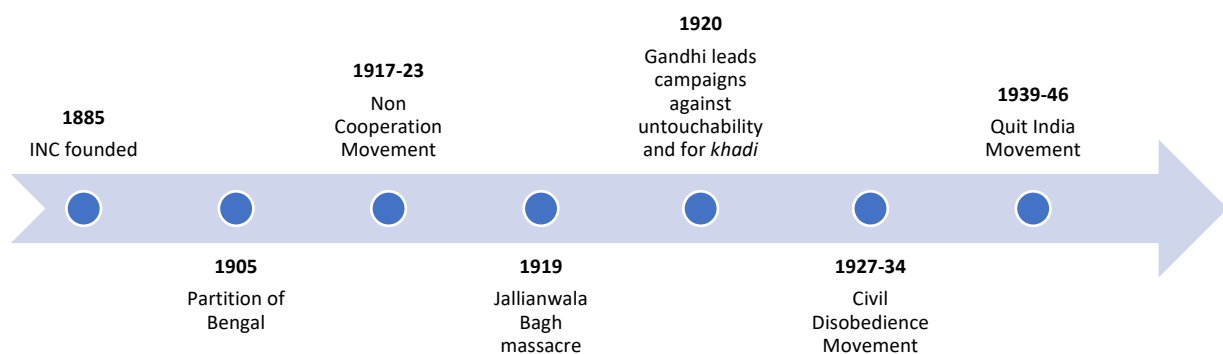 1885
INC founded
1905
Partition of
Bengal
1917-23
Non
Cooperation
Movement
1919
Jallianwala
Bagh
massacre
1920
Gandhi leads
campaigns
against
untouchability
and for khadi
1927-34
Civil
Disobedience
Movement
1939-46
Quit India
Movement